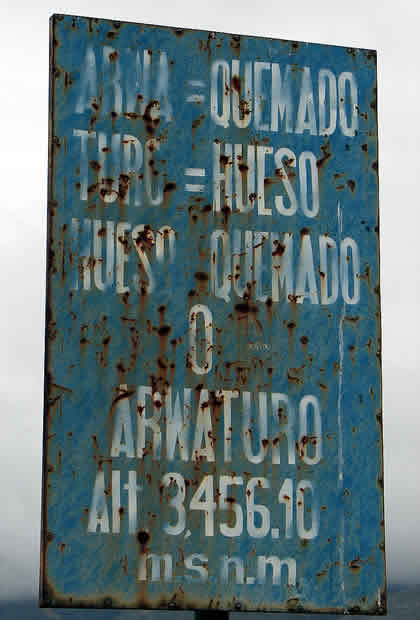 ARWA = QUEMADO
TURO = HUESO
HUESO QUEMADO
O
ARWATURO
Alt 3,456.10
m.s.n.m